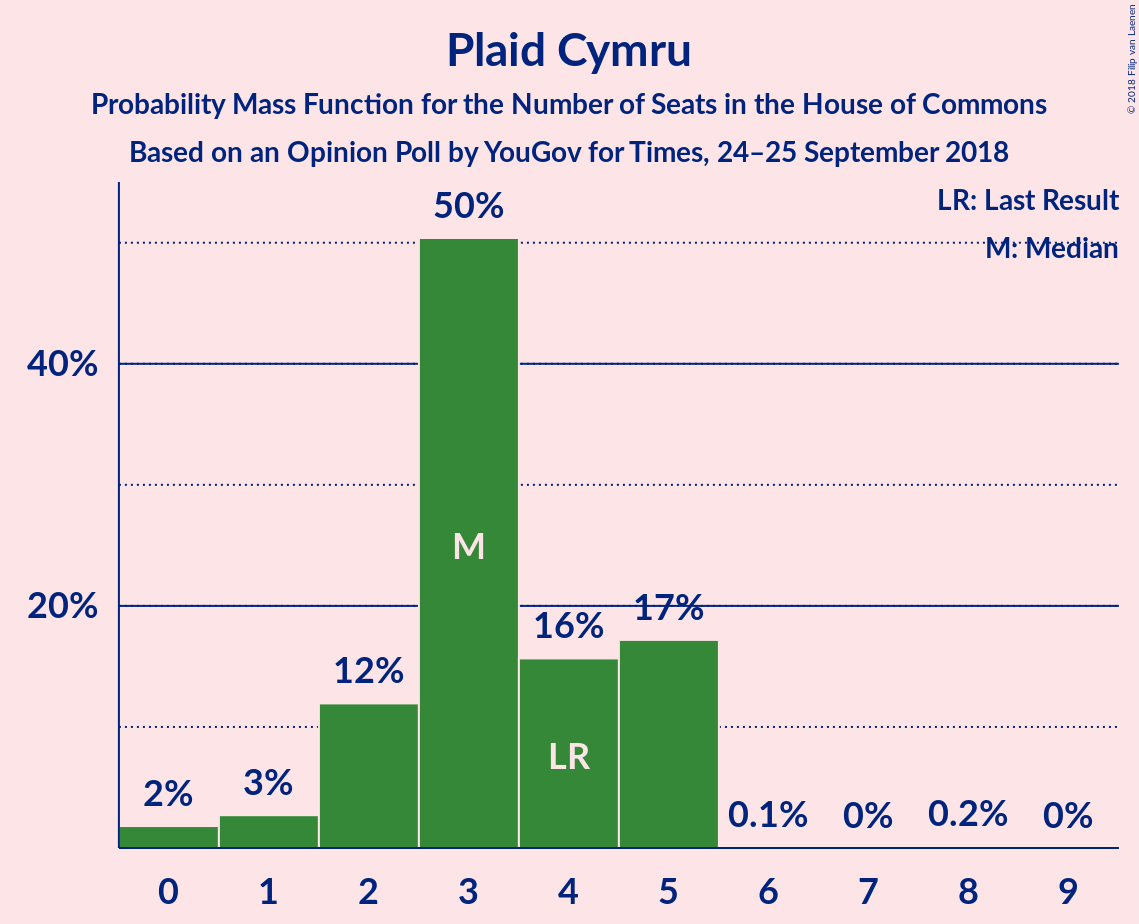 Plaid Cymru
Probability Mass Function for the Number of Seats in the House of Commons
Based on an Opinion Poll by YouGov for Times, 24–25 September 2018
© 2018 Filip van Laenen
LR: Last Result
M: Median
50%
40%
M
20%
17%
16%
12%
LR
3%
2%
0.1%
0%
0.2%
0%
0 1 2 3 4 5 6 7 8 9